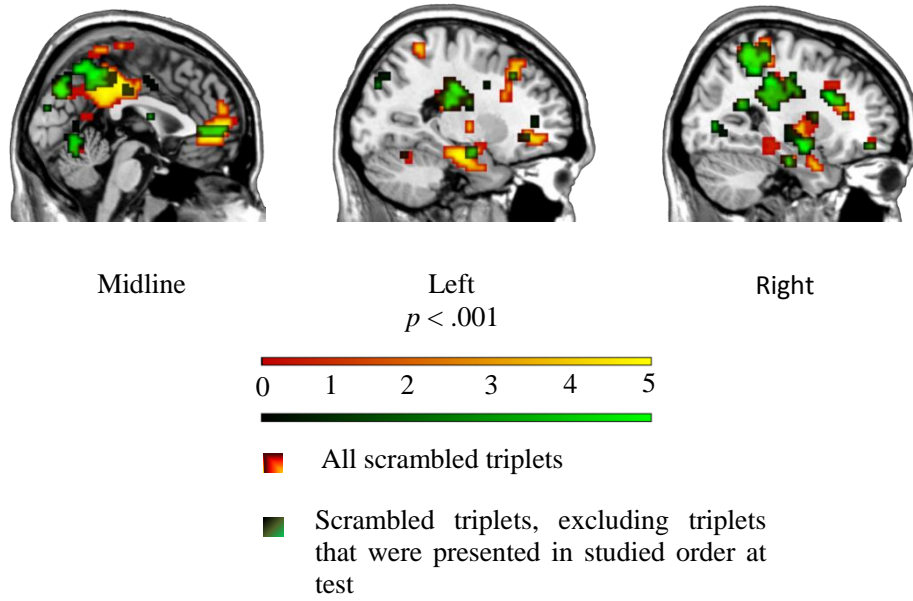 Midline
Left
Right
p < .001
0 1 2 3 4 5
All scrambled triplets
Scrambled triplets, excluding triplets
that were presented in studied order at
test